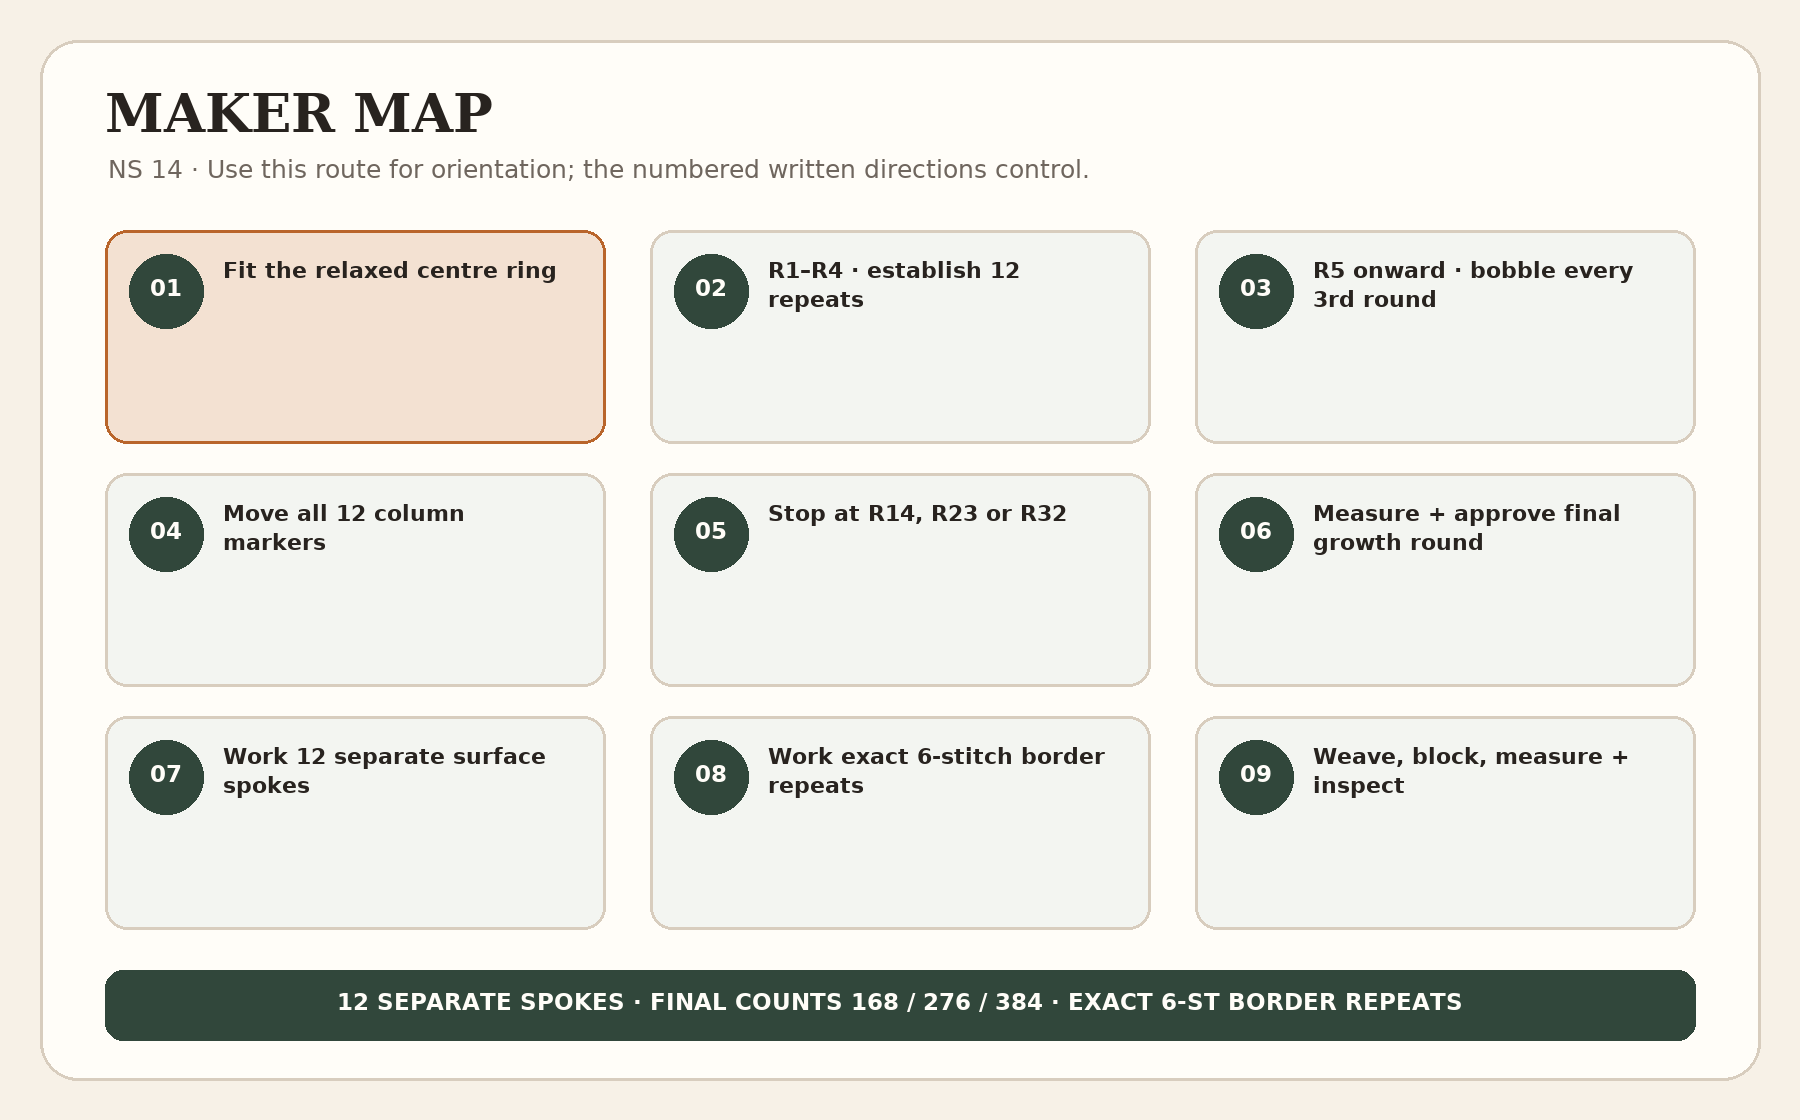 MAKER MAP
NS 14 · Use this route for orientation; the numbered written directions control.
01
Fit the relaxed centre ring
02
R1–R4 · establish 12
repeats
03
R5 onward · bobble every
3rd round
04
Move all 12 column
markers
05
Stop at R14, R23 or R32
06
Measure + approve final
growth round
07
Work 12 separate surface
spokes
08
Work exact 6-stitch border
repeats
09
Weave, block, measure +
inspect
12 SEPARATE SPOKES · FINAL COUNTS 168 / 276 / 384 · EXACT 6-ST BORDER REPEATS